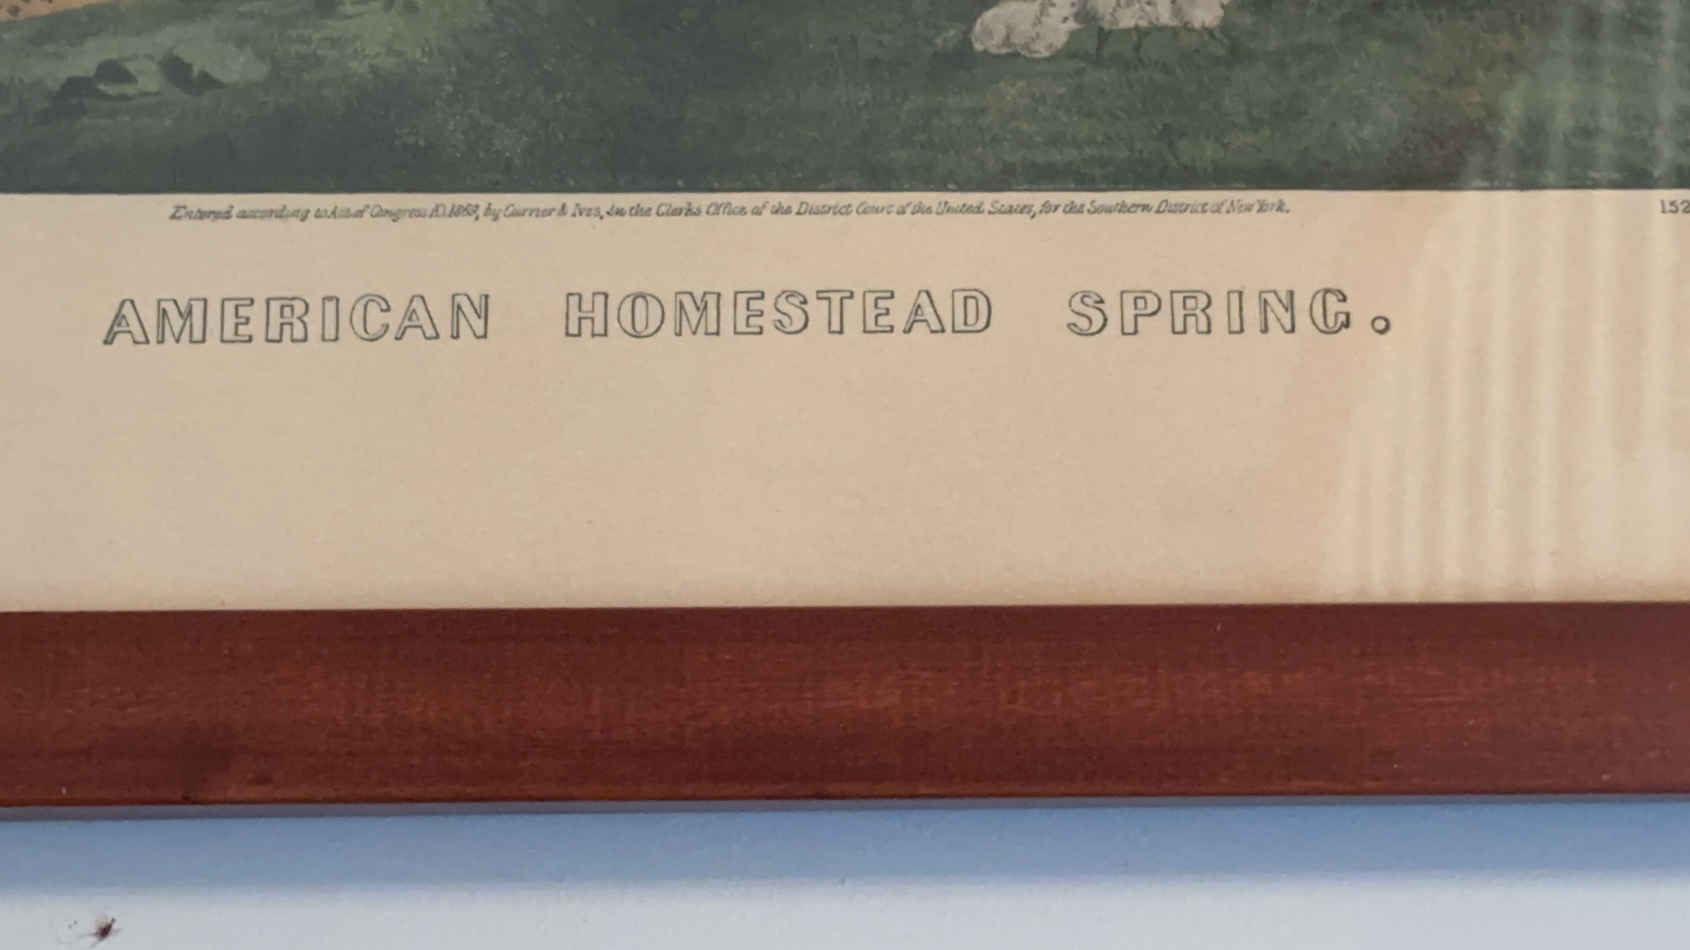 Entered according to Act of Congress A.D. 1869, by Currier & Ives, in the Clerk's Office of the District Court of the United States, for the Southern District of New York.
152
AMERICAN HOMESTEAD SPRING.